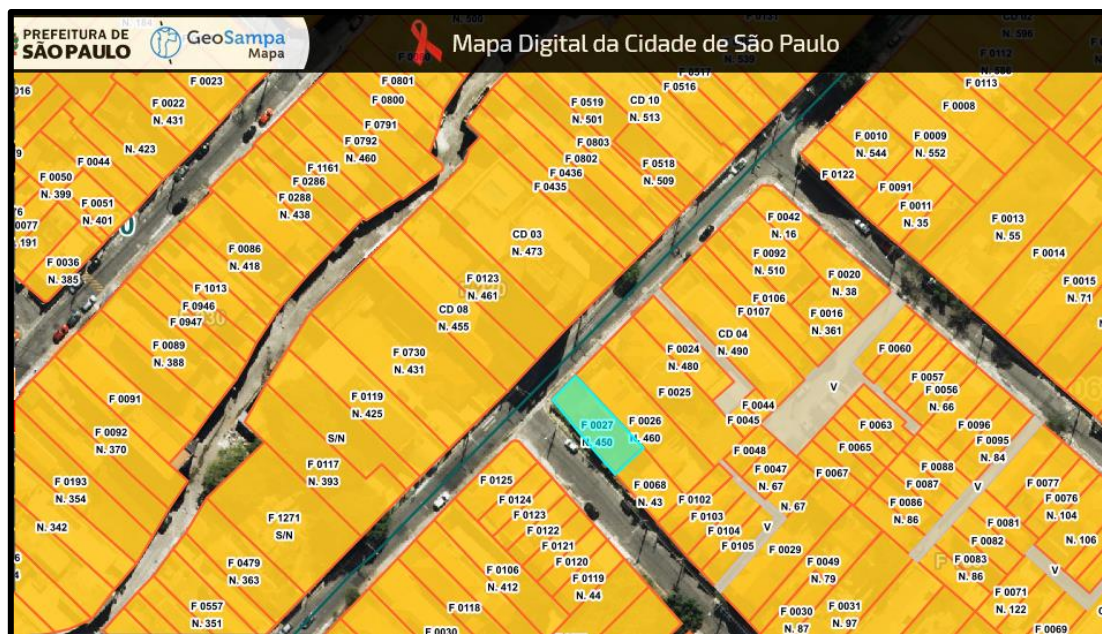 PREFEITURA DE
SÃO PAULO
GeoSampa
Mapa
Mapa Digital da Cidade de São Paulo
F 0023
F 0022
N. 431
N. 423
F 0044
F 0050
N. 399
F 0051
N. 401
0077
191
F 0036
N. 385
F 0801
F 0800
F 0791
F 0792
N. 460
F 1161
F 0286
F 0288
N. 438
F 0086
N. 418
F 1013
F 0946
F 0947
F 0089
N. 388
F 0091
F 0092
N. 370
F 0193
N. 354
N. 342
F 0517
F 0516
F 0519
N. 501
CD 10
N. 513
F 0803
F 0802
F 0436
F 0435
F 0518
N. 509
CD 03
N. 473
F 0123
N. 461
CD 08
N. 455
F 0730
N. 431
F 0119
N. 425
S/N
F 0117
N. 393
F 1271
S/N
F 0479
N. 363
F 0557
N. 351
N. 596
F 0112
N. 586
F 0113
F 0008
F 0010
N. 544
F 0009
N. 552
F 0122
F 0091
F 0011
N. 35
F 0013
N. 55
F 0014
F 0015
N. 71
F 0042
N. 16
F 0092
N. 510
F 0020
N. 38
F 0106
F 0107
F 0016
N. 361
CD 04
N. 490
F 0024
N. 480
F 0025
F 0060
F 0057
F 0056
N. 66
V
F 0044
F 0045
F 0027
N. 450
F 0026
N. 460
F 0063
F 0065
F 0096
F 0095
N. 84
F 0048
F 0047
N. 67
F 0067
F 0088
F 0087
F 0086
N. 86
V
F 0077
F 0076
N. 104
N. 106
F 0068
N. 43
F 0102
F 0103
F 0104
F 0105
N. 67
V
F 0029
F 0081
F 0082
F 0083
N. 86
V
F 0125
F 0124
F 0123
F 0122
F 0121
F 0120
F 0119
N. 44
F 0106
N. 412
F 0118
F 0030
F 0049
N. 79
F 0030
N. 87
F 0031
N. 97
F 0071
N. 122
F 0069